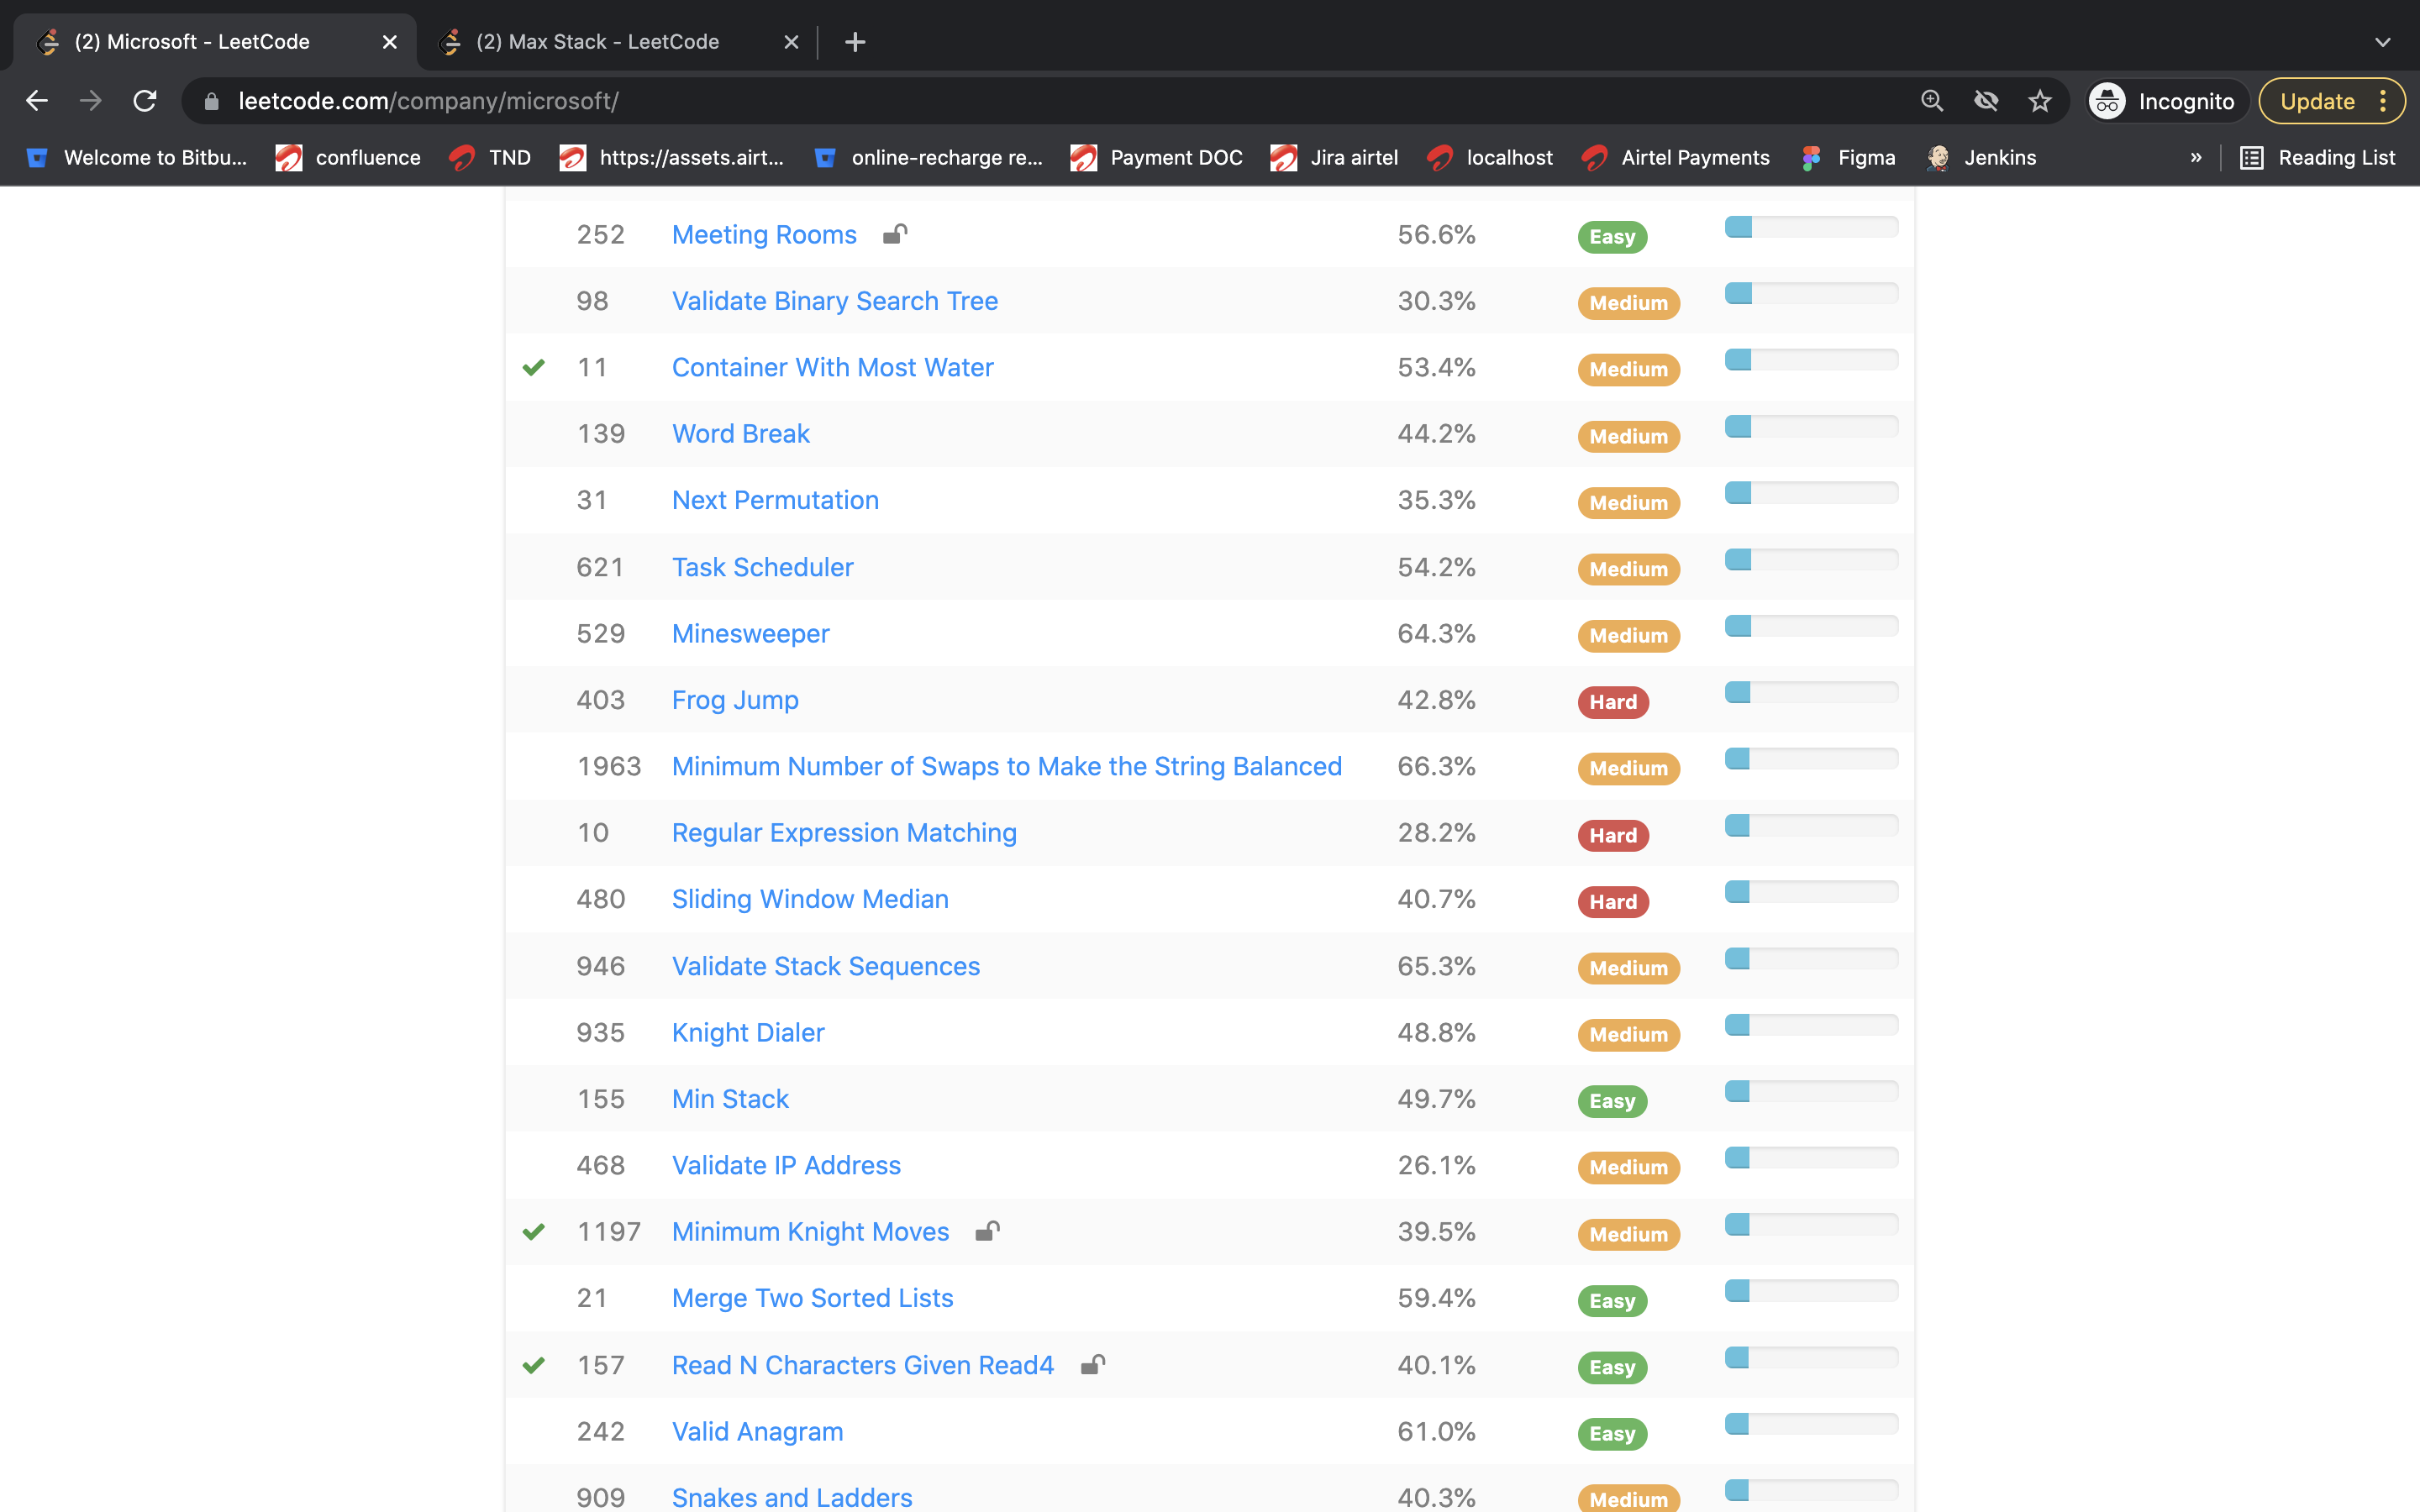 (2) Microsoft - LeetCode (2) Max Stack - LeetCode
leetcode.com/company/microsoft/ Incognito Update
Welcome to Bitbu... confluence TND https://assets.airt... online-recharge re... Payment DOC Jira airtel localhost Airtel Payments Figma Jenkins » Reading List
252 Meeting Rooms 56.6% Easy
98 Validate Binary Search Tree 30.3% Medium
11 Container With Most Water 53.4% Medium
139 Word Break 44.2% Medium
31 Next Permutation 35.3% Medium
621 Task Scheduler 54.2% Medium
529 Minesweeper 64.3% Medium
403 Frog Jump 42.8% Hard
1963 Minimum Number of Swaps to Make the String Balanced 66.3% Medium
10 Regular Expression Matching 28.2% Hard
480 Sliding Window Median 40.7% Hard
946 Validate Stack Sequences 65.3% Medium
935 Knight Dialer 48.8% Medium
155 Min Stack 49.7% Easy
468 Validate IP Address 26.1% Medium
1197 Minimum Knight Moves 39.5% Medium
21 Merge Two Sorted Lists 59.4% Easy
157 Read N Characters Given Read4 40.1% Easy
242 Valid Anagram 61.0% Easy
909 Snakes and Ladders 40.3% Medium